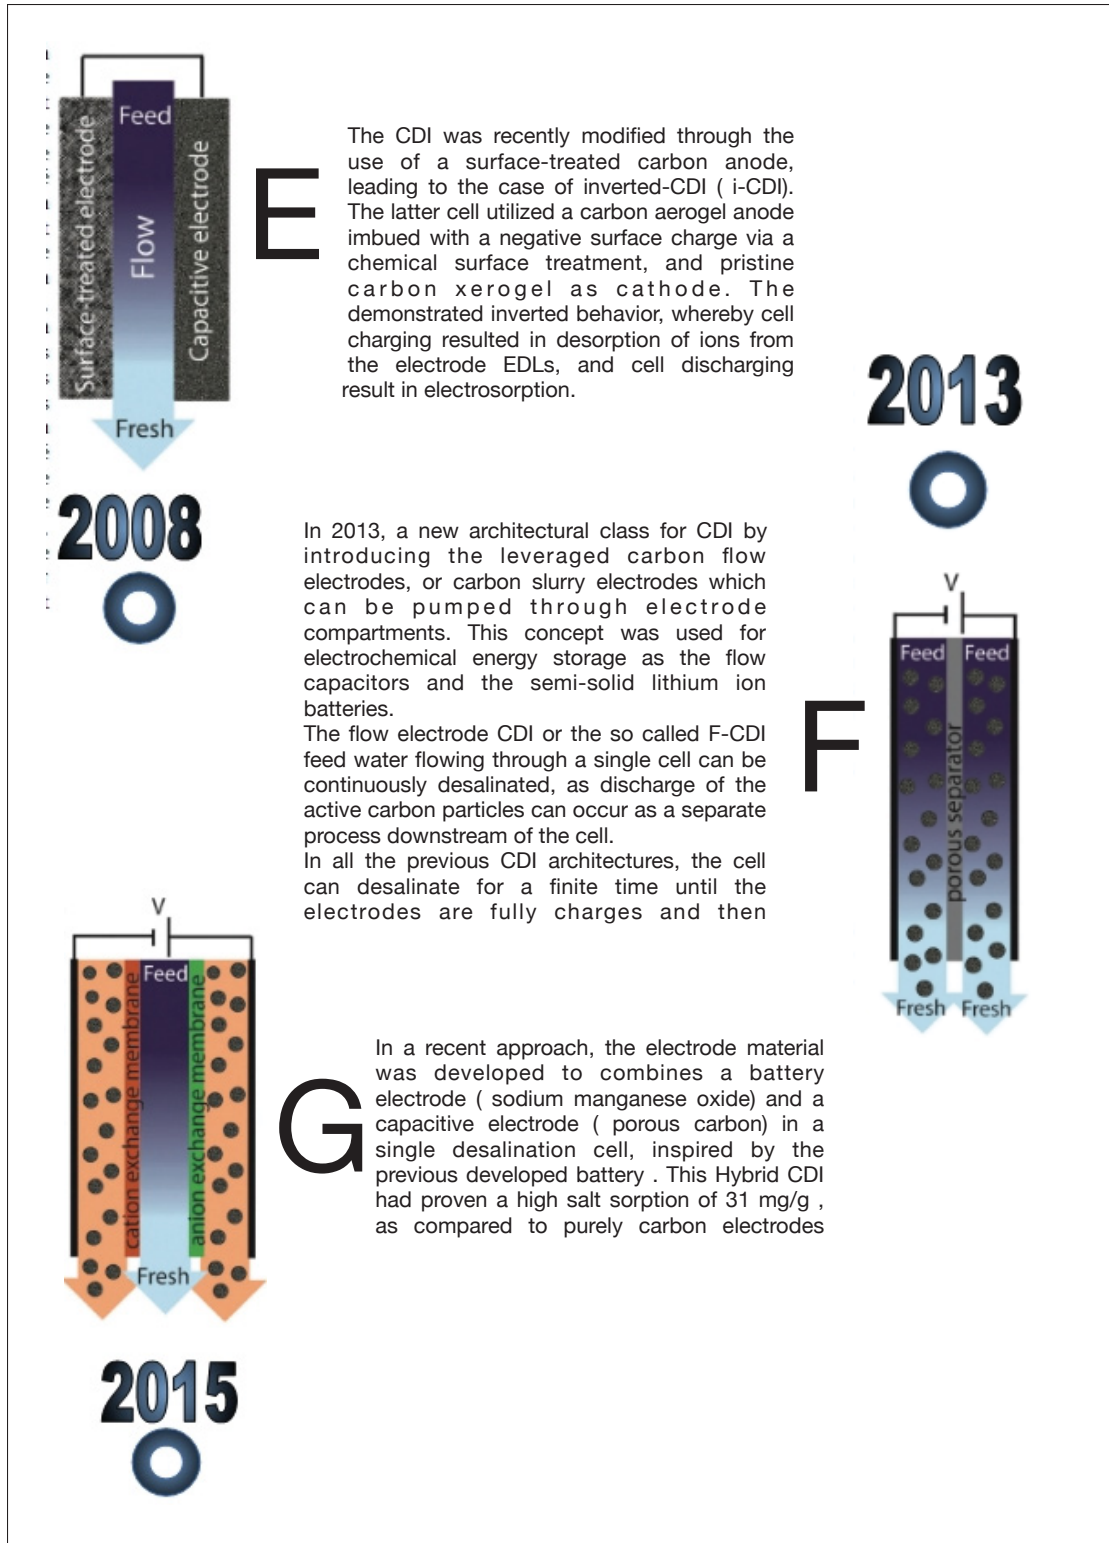 Feed
Surface-treated electrode
Flow
Capacitive electrode
Fresh
2008
E
The CDI was recently modified through the
use of a surface-treated carbon anode,
leading to the case of inverted-CDI ( i-CDI).
The latter cell utilized a carbon aerogel anode
imbued with a negative surface charge via a
chemical surface treatment, and pristine
carbon xerogel as cathode. The
demonstrated inverted behavior, whereby cell
charging resulted in desorption of ions from
the electrode EDLs, and cell discharging
result in electrosorption.
2013
In 2013, a new architectural class for CDI by
introducing the leveraged carbon flow
electrodes, or carbon slurry electrodes which
can be pumped through electrode
compartments. This concept was used for
electrochemical energy storage as the flow
capacitors and the semi-solid lithium ion
batteries.
The flow electrode CDI or the so called F-CDI
feed water flowing through a single cell can be
continuously desalinated, as discharge of the
active carbon particles can occur as a separate
process downstream of the cell.
In all the previous CDI architectures, the cell
can desalinate for a finite time until the
electrodes are fully charges and then
F
V
Feed Feed
porous separator
Fresh Fresh
V
Feed
cation exchange membrane
anion exchange membrane
Fresh
2015
G
In a recent approach, the electrode material
was developed to combines a battery
electrode ( sodium manganese oxide) and a
capacitive electrode ( porous carbon) in a
single desalination cell, inspired by the
previous developed battery . This Hybrid CDI
had proven a high salt sorption of 31 mg/g ,
as compared to purely carbon electrodes